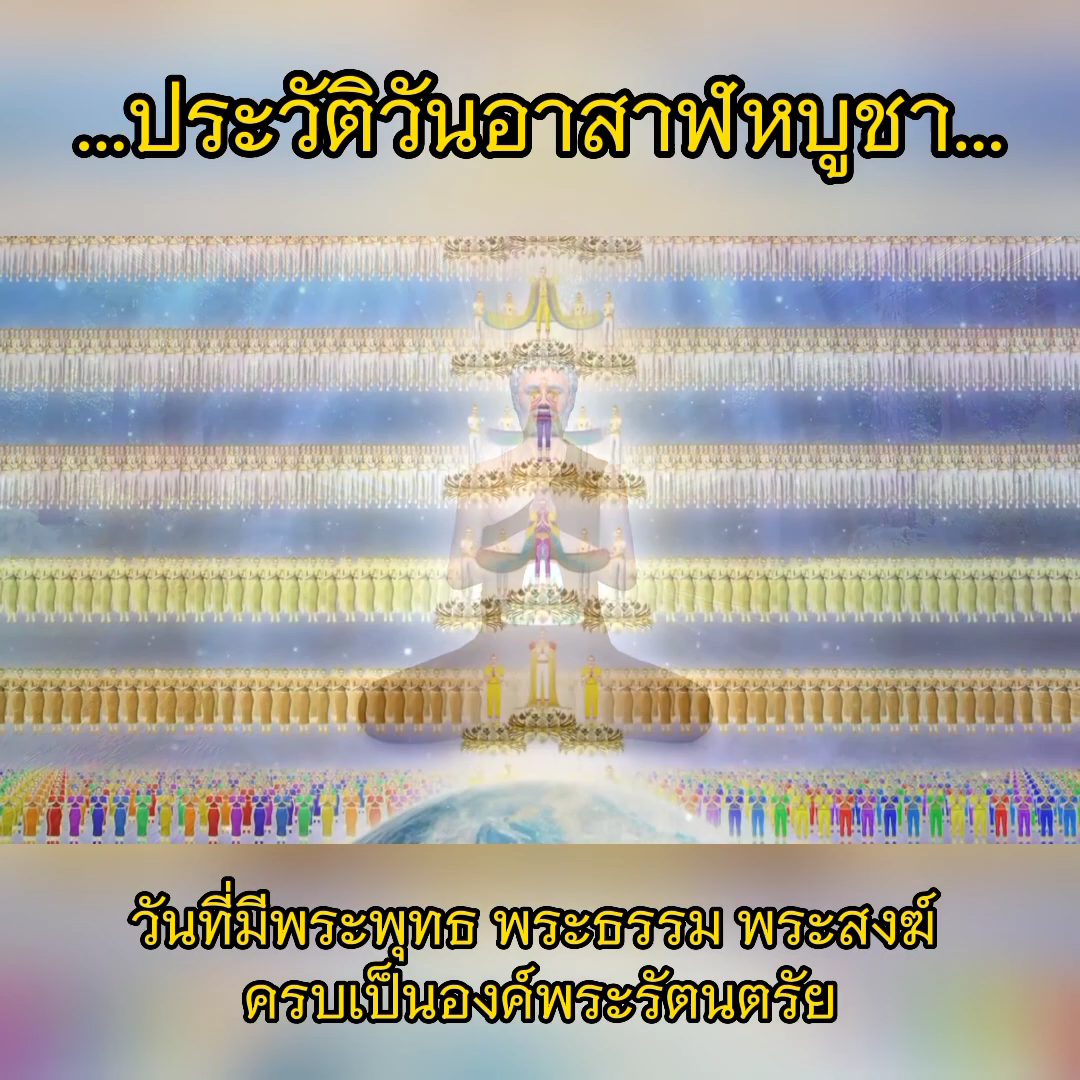 ...ประวัติวันอาสาฬหบูชา...
วันที่มีพระพุทธ พระธรรม พระสงฆ์
ครบเป็นองค์พระรัตนตรัย